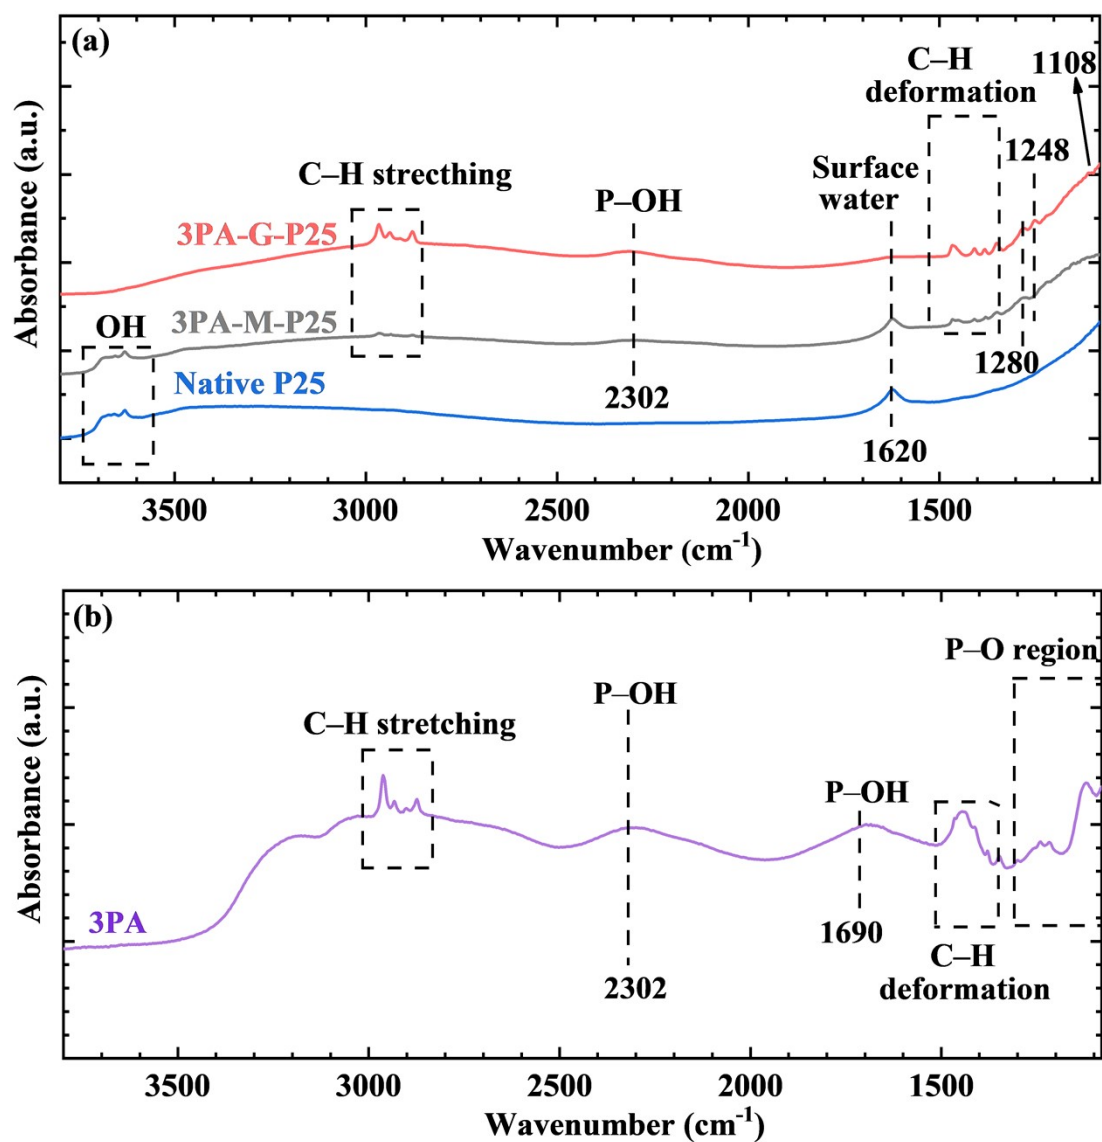 (a)
C–H
deformation
1108
C–H strecthing
Surface
water
1248
P–OH
3PA-G-P25
OH
3PA-M-P25
Native P25
2302
1280
1620
Absorbance (a.u.)
3500
3000
2500
2000
1500
Wavenumber (cm-1)
(b)
P–O region
P–OH
C–H stretching
P–OH
3PA
1690
C–H
deformation
2302
Absorbance (a.u.)
3500
3000
2500
2000
1500
Wavenumber (cm-1)